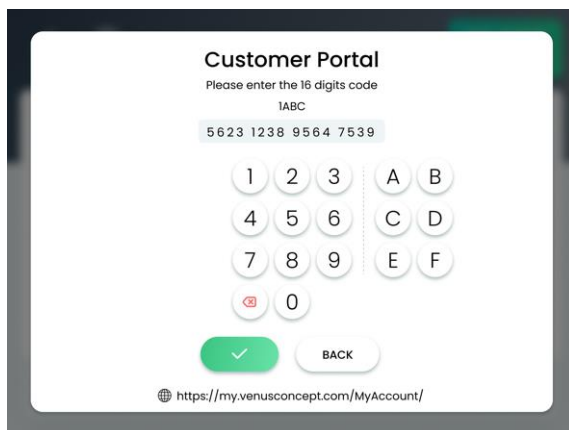 Customer Portal
Please enter the 16 digits code
1ABC
5623 1238 9564 7539
1 2 3 A B
4 5 6 C D
7 8 9 E F
0
BACK
https://my.venusconcept.com/MyAccount/